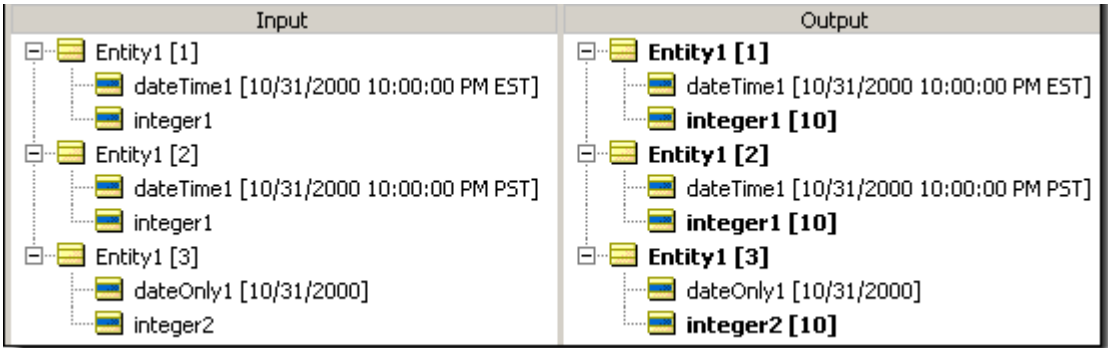 Input
Entity1 [1]
dateTime1 [10/31/2000 10:00:00 PM EST]
integer1
Entity1 [2]
dateTime1 [10/31/2000 10:00:00 PM PST]
integer1
Entity1 [3]
dateOnly1 [10/31/2000]
integer2
Output
Entity1 [1]
dateTime1 [10/31/2000 10:00:00 PM EST]
integer1 [10]
Entity1 [2]
dateTime1 [10/31/2000 10:00:00 PM PST]
integer1 [10]
Entity1 [3]
dateOnly1 [10/31/2000]
integer2 [10]